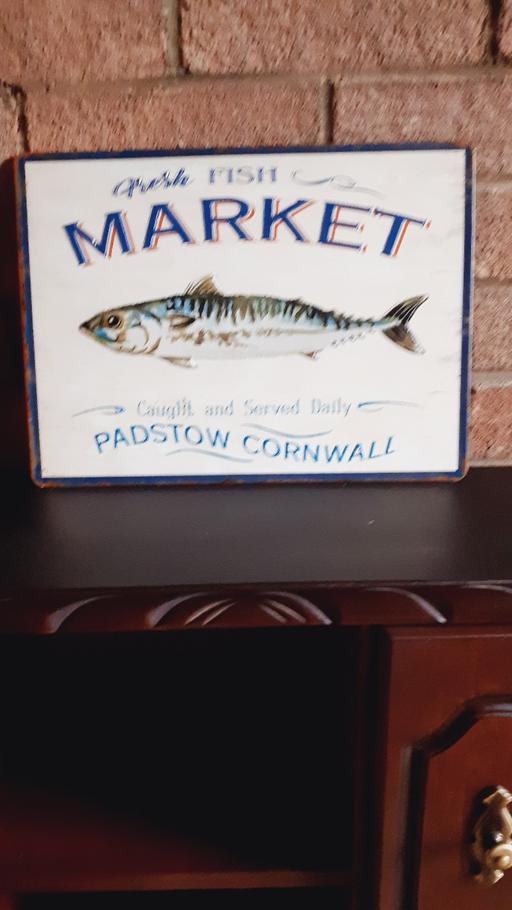 Fresh FISH
MARKET
Caught and Served Daily
PADSTOW CORNWALL